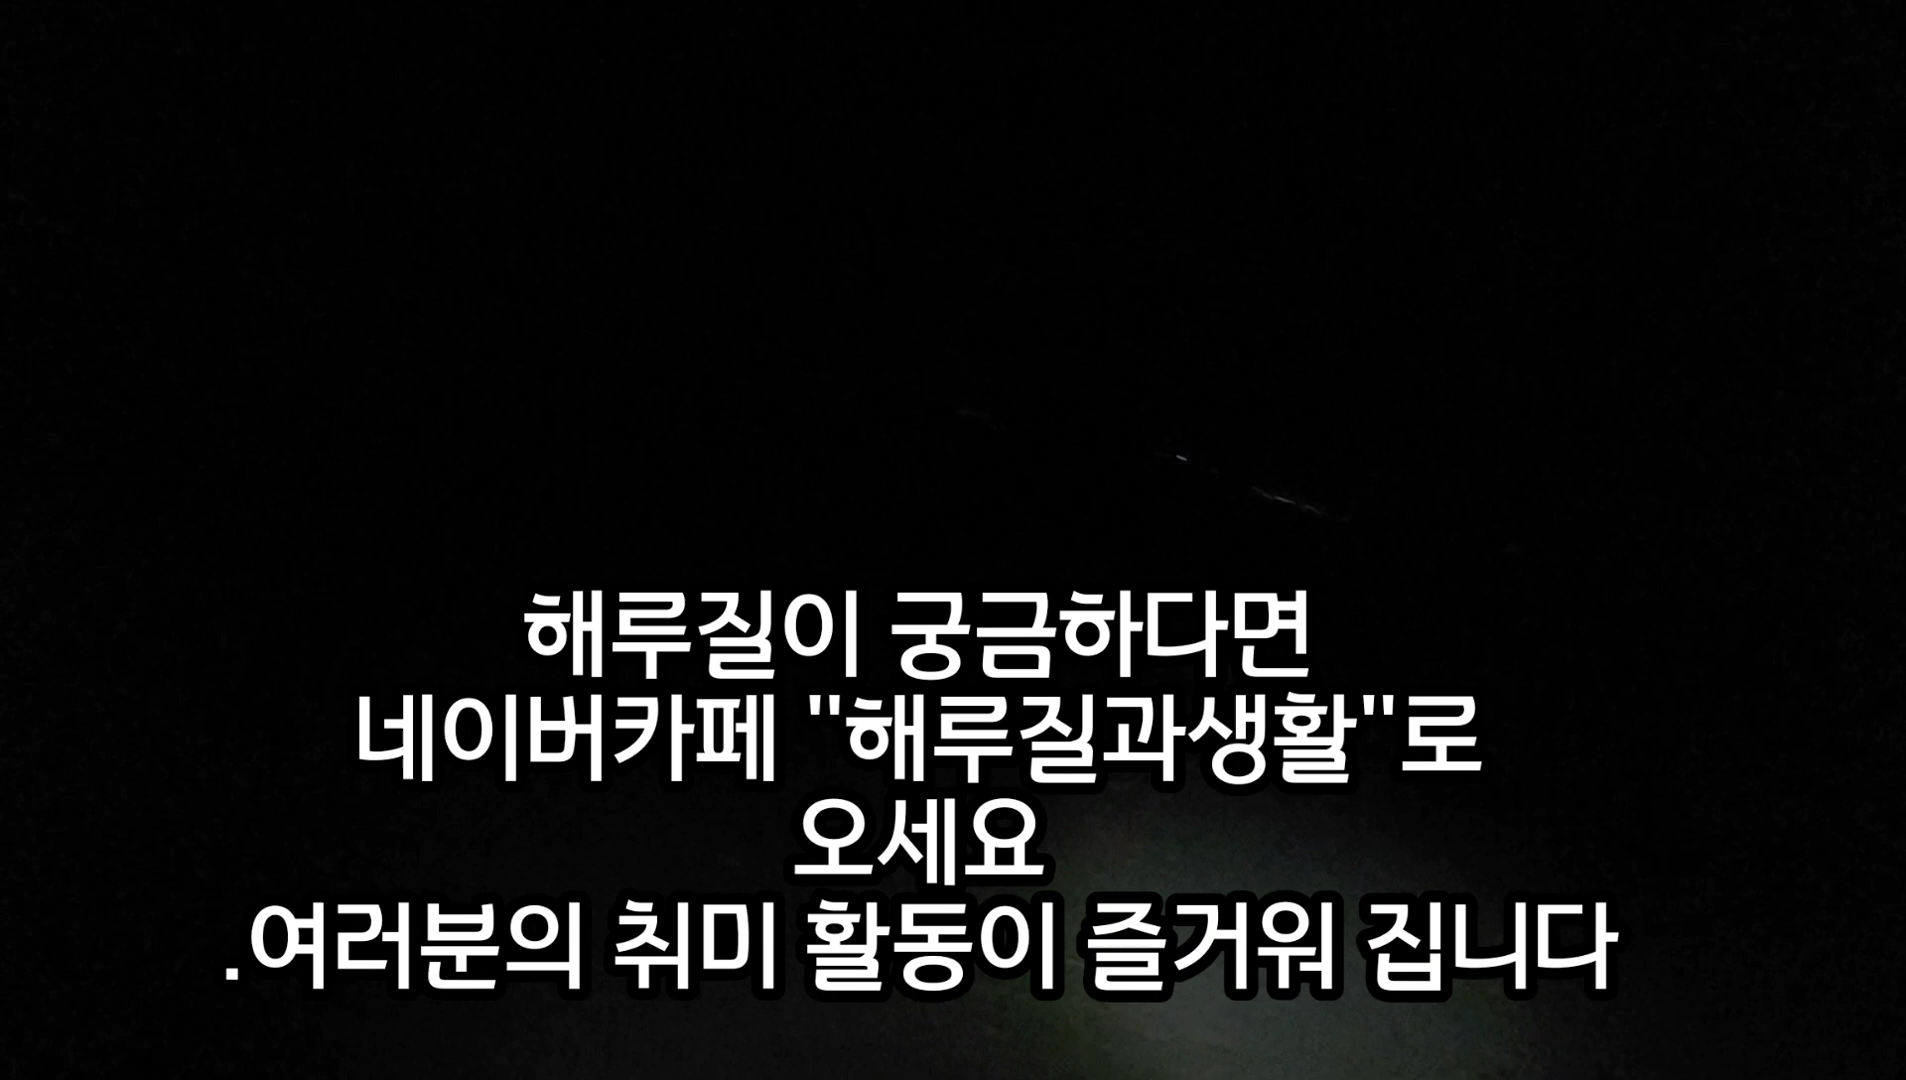 해루질이 궁금하다면
네이버카페 "해루질과생활"로
오세요
.여러분의 취미 활동이 즐거워 집니다